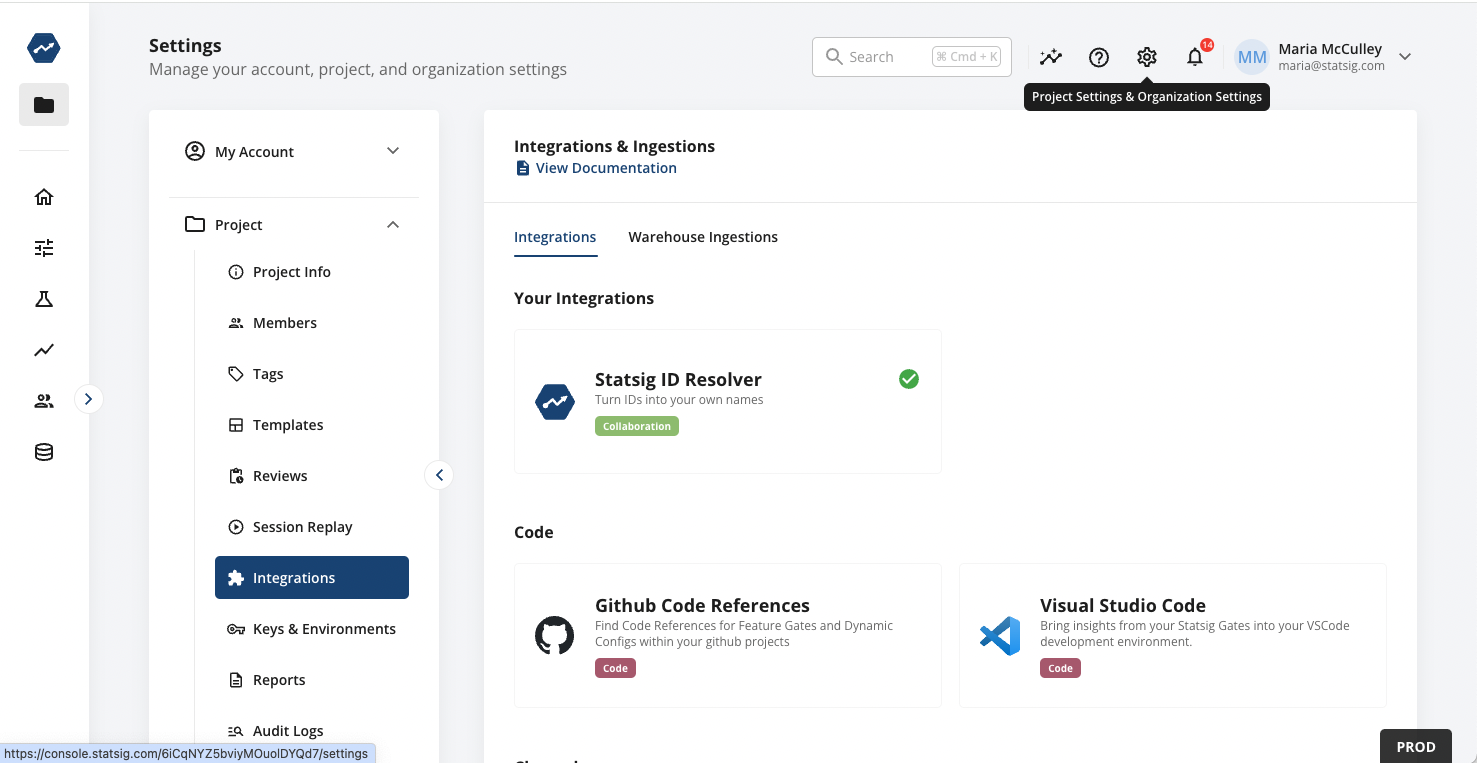 Settings
Manage your account, project, and organization settings
Search
⌘ Cmd + K
14
MM
Maria McCulley
maria@statsig.com
Project Settings & Organization Settings
My Account
Project
Project Info
Members
Tags
Templates
Reviews
Session Replay
Integrations
Keys & Environments
Reports
Audit Logs
Integrations & Ingestions
View Documentation
Integrations
Warehouse Ingestions
Your Integrations
Statsig ID Resolver
Turn IDs into your own names
Collaboration
Code
Github Code References
Find Code References for Feature Gates and Dynamic
Configs within your github projects
Code
Visual Studio Code
Bring insights from your Statsig Gates into your VSCode
development environment.
Code
PROD
https://console.statsig.com/6iCqNYZ5bviyMOuolDYQd7/settings